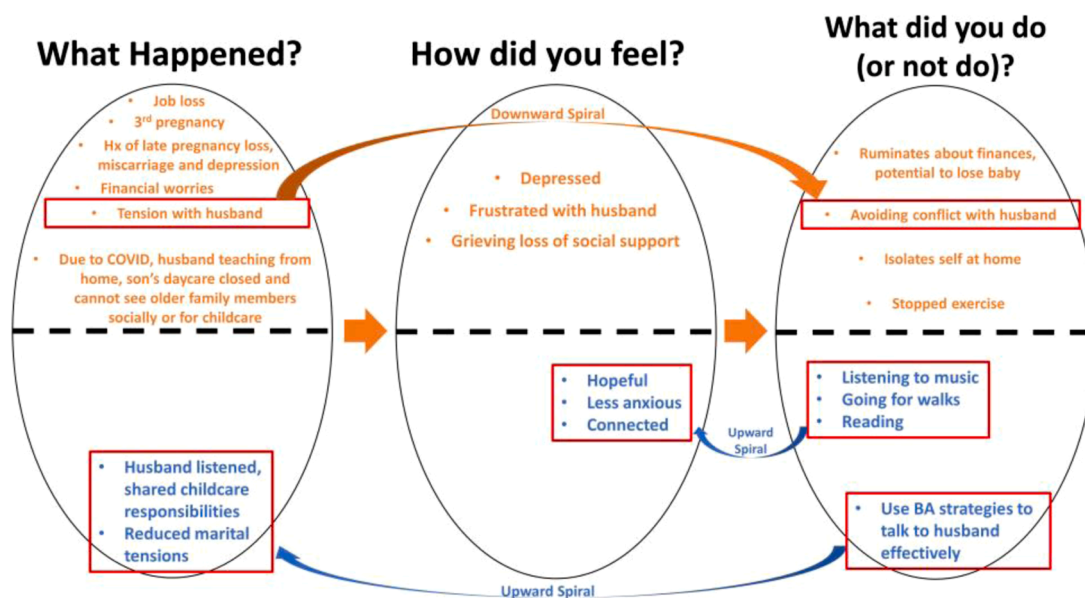 What Happened?
• Job loss
• 3rd pregnancy
• Hx of late pregnancy loss,
miscarriage and depression
• Financial worries
• Tension with husband
• Due to COVID, husband teaching from
home, son's daycare closed and
cannot see older family members
socially or for childcare
• Husband listened,
shared childcare
responsibilities
• Reduced marital
tensions
How did you feel?
Downward Spiral
• Depressed
• Frustrated with husband
• Grieving loss of social support
• Hopeful
• Less anxious
• Connected
What did you do
(or not do)?
• Ruminates about finances,
potential to lose baby
• Avoiding conflict with husband
• Isolates self at home
• Stopped exercise
• Listening to music
• Going for walks
• Reading
Upward
Spiral
• Use BA strategies to
talk to husband
effectively
Upward Spiral